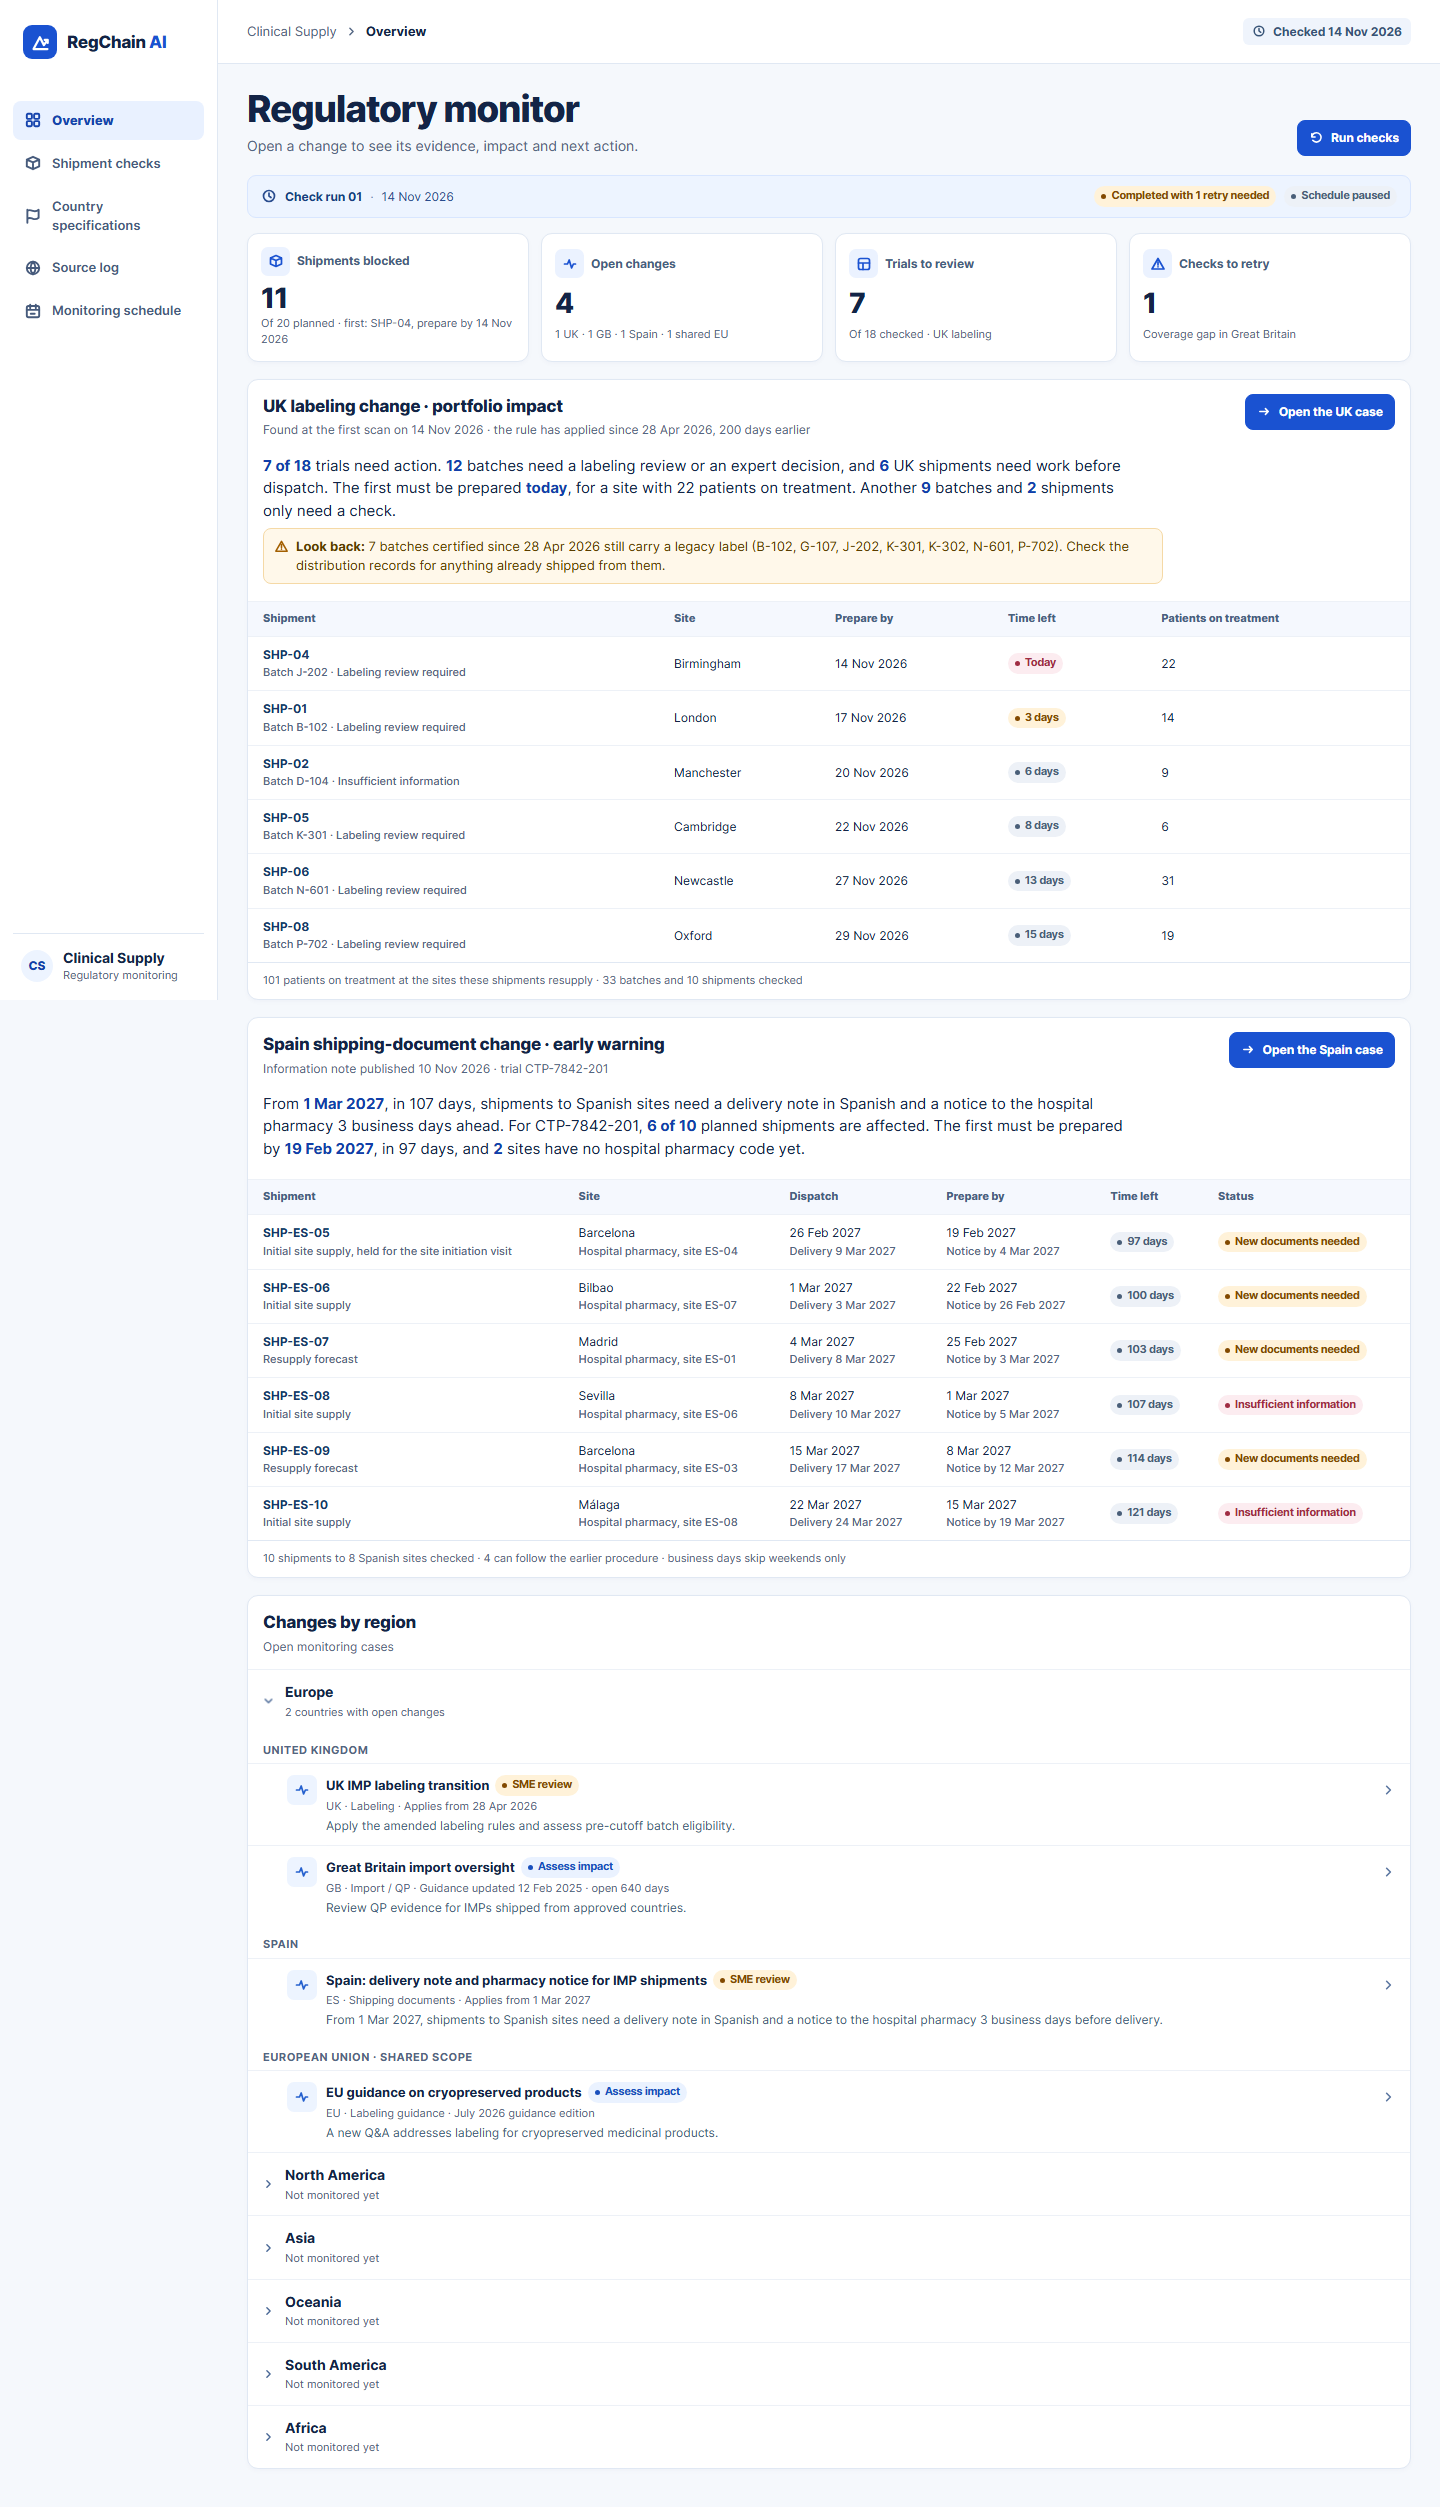 RegChain AI
Overview
Shipment checks
Country
specifications
Source log
Monitoring schedule
CS
Clinical Supply
Regulatory monitoring
Clinical Supply > Overview
Checked 14 Nov 2026
Regulatory monitor
Open a change to see its evidence, impact and next action.
Run checks
Check run 01 · 14 Nov 2026
Completed with 1 retry needed
Schedule paused
Shipments blocked
11
Of 20 planned · first: SHP-04, prepare by 14 Nov
2026
Open changes
4
1 UK · 1 GB · 1 Spain · 1 shared EU
Trials to review
7
Of 18 checked · UK labeling
Checks to retry
1
Coverage gap in Great Britain
UK labeling change · portfolio impact
Found at the first scan on 14 Nov 2026 · the rule has applied since 28 Apr 2026, 200 days earlier
Open the UK case
7 of 18 trials need action. 12 batches need a labeling review or an expert decision, and 6 UK shipments need work before
dispatch. The first must be prepared today, for a site with 22 patients on treatment. Another 9 batches and 2 shipments
only need a check.
Look back: 7 batches certified since 28 Apr 2026 still carry a legacy label (B-102, G-107, J-202, K-301, K-302, N-601, P-702). Check the
distribution records for anything already shipped from them.
Shipment Site Prepare by Time left Patients on treatment
SHP-04
Batch J-202 · Labeling review required
Birmingham 14 Nov 2026 Today 22
SHP-01
Batch B-102 · Labeling review required
London 17 Nov 2026 3 days 14
SHP-02
Batch D-104 · Insufficient information
Manchester 20 Nov 2026 6 days 9
SHP-05
Batch K-301 · Labeling review required
Cambridge 22 Nov 2026 8 days 6
SHP-06
Batch N-601 · Labeling review required
Newcastle 27 Nov 2026 13 days 31
SHP-08
Batch P-702 · Labeling review required
Oxford 29 Nov 2026 15 days 19
101 patients on treatment at the sites these shipments resupply · 33 batches and 10 shipments checked
Spain shipping-document change · early warning
Information note published 10 Nov 2026 · trial CTP-7842-201
Open the Spain case
From 1 Mar 2027, in 107 days, shipments to Spanish sites need a delivery note in Spanish and a notice to the hospital
pharmacy 3 business days ahead. For CTP-7842-201, 6 of 10 planned shipments are affected. The first must be prepared
by 19 Feb 2027, in 97 days, and 2 sites have no hospital pharmacy code yet.
Shipment Site Dispatch Prepare by Time left Status
SHP-ES-05 Barcelona 26 Feb 2027 19 Feb 2027 97 days New documents needed
Initial site supply, held for the site initiation visit Hospital pharmacy, site ES-04 Delivery 9 Mar 2027 Notice by 4 Mar 2027
SHP-ES-06 Bilbao 1 Mar 2027 22 Feb 2027 100 days New documents needed
Initial site supply Hospital pharmacy, site ES-07 Delivery 3 Mar 2027 Notice by 26 Feb 2027
SHP-ES-07 Madrid 4 Mar 2027 25 Feb 2027 103 days New documents needed
Resupply forecast Hospital pharmacy, site ES-01 Delivery 8 Mar 2027 Notice by 3 Mar 2027
SHP-ES-08 Sevilla 8 Mar 2027 1 Mar 2027 107 days Insufficient information
Initial site supply Hospital pharmacy, site ES-06 Delivery 10 Mar 2027 Notice by 5 Mar 2027
SHP-ES-09 Barcelona 15 Mar 2027 8 Mar 2027 114 days New documents needed
Resupply forecast Hospital pharmacy, site ES-03 Delivery 17 Mar 2027 Notice by 12 Mar 2027
SHP-ES-10 Málaga 22 Mar 2027 15 Mar 2027 121 days Insufficient information
Initial site supply Hospital pharmacy, site ES-08 Delivery 24 Mar 2027 Notice by 19 Mar 2027
10 shipments to 8 Spanish sites checked · 4 can follow the earlier procedure · business days skip weekends only
Changes by region
Open monitoring cases
Europe
2 countries with open changes
UNITED KINGDOM
UK IMP labeling transition SME review
UK · Labeling · Applies from 28 Apr 2026
Apply the amended labeling rules and assess pre-cutoff batch eligibility.
Great Britain import oversight Assess impact
GB · Import / QP · Guidance updated 12 Feb 2025 · open 640 days
Review QP evidence for IMPs shipped from approved countries.
SPAIN
Spain: delivery note and pharmacy notice for IMP shipments SME review
ES · Shipping documents · Applies from 1 Mar 2027
From 1 Mar 2027, shipments to Spanish sites need a delivery note in Spanish and a notice to the hospital pharmacy 3 business days before delivery.
EUROPEAN UNION · SHARED SCOPE
EU guidance on cryopreserved products Assess impact
EU · Labeling guidance · July 2026 guidance edition
A new Q&A addresses labeling for cryopreserved medicinal products.
North America
Not monitored yet
Asia
Not monitored yet
Oceania
Not monitored yet
South America
Not monitored yet
Africa
Not monitored yet